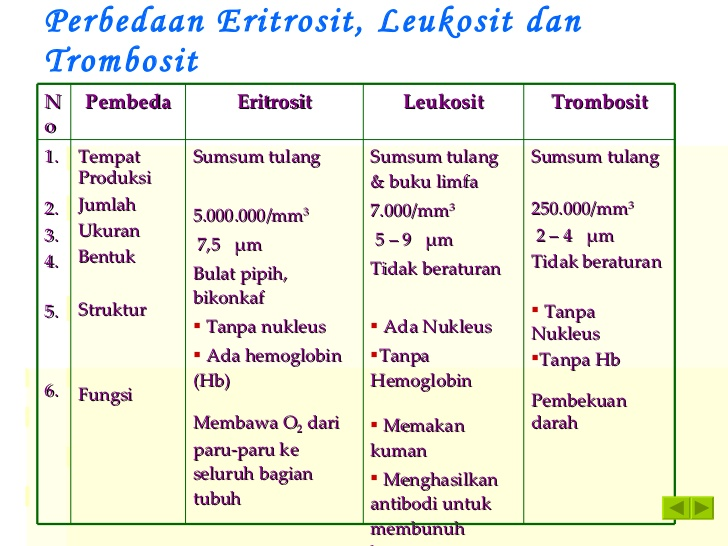 Perbedaan Eritrosit, Leukosit dan
Trombosit
No Pembeda Eritrosit Leukosit Trombosit
1. Tempat
Produksi
Sumsum tulang
Sumsum tulang
& buku limfa
Sumsum tulang
2. Jumlah
5.000.000/mm³
7.000/mm³
250.000/mm³
3. Ukuran
7,5 μm
5 – 9 μm
2 – 4 μm
4. Bentuk
Bulat pipih,
bikonkaf
Tidak beraturan
Tidak beraturan
5. Struktur
▪ Tanpa nukleus
▪ Ada hemoglobin
(Hb)
▪ Ada Nukleus
▪Tanpa
Hemoglobin
▪ Tanpa
Nukleus
▪Tanpa Hb
6. Fungsi
Membawa O₂ dari
paru-paru ke
seluruh bagian
tubuh
▪ Memakan
kuman
▪ Menghasilkan
antibodi untuk
membunuh
Pembekuan
darah